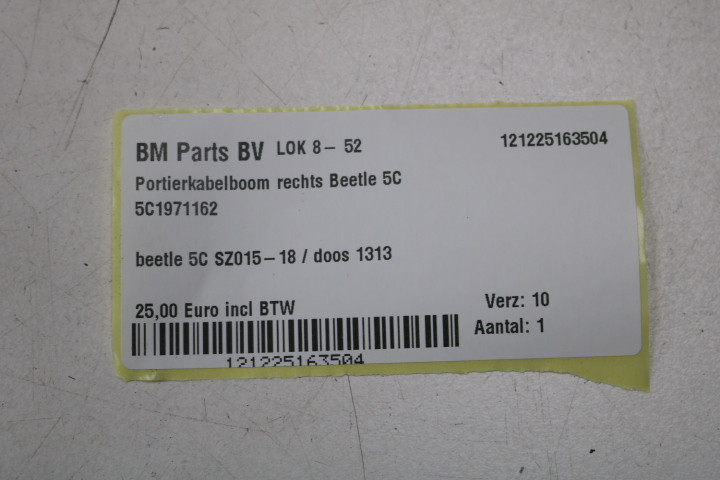 BM Parts BV LOK 8- 52 121225163504
Portierkabelboom rechts Beetle 5C
5C1971162
beetle 5C SZ015-18 / doos 1313
25,00 Euro incl BTW Verz: 10
Aantal: 1
121225163504